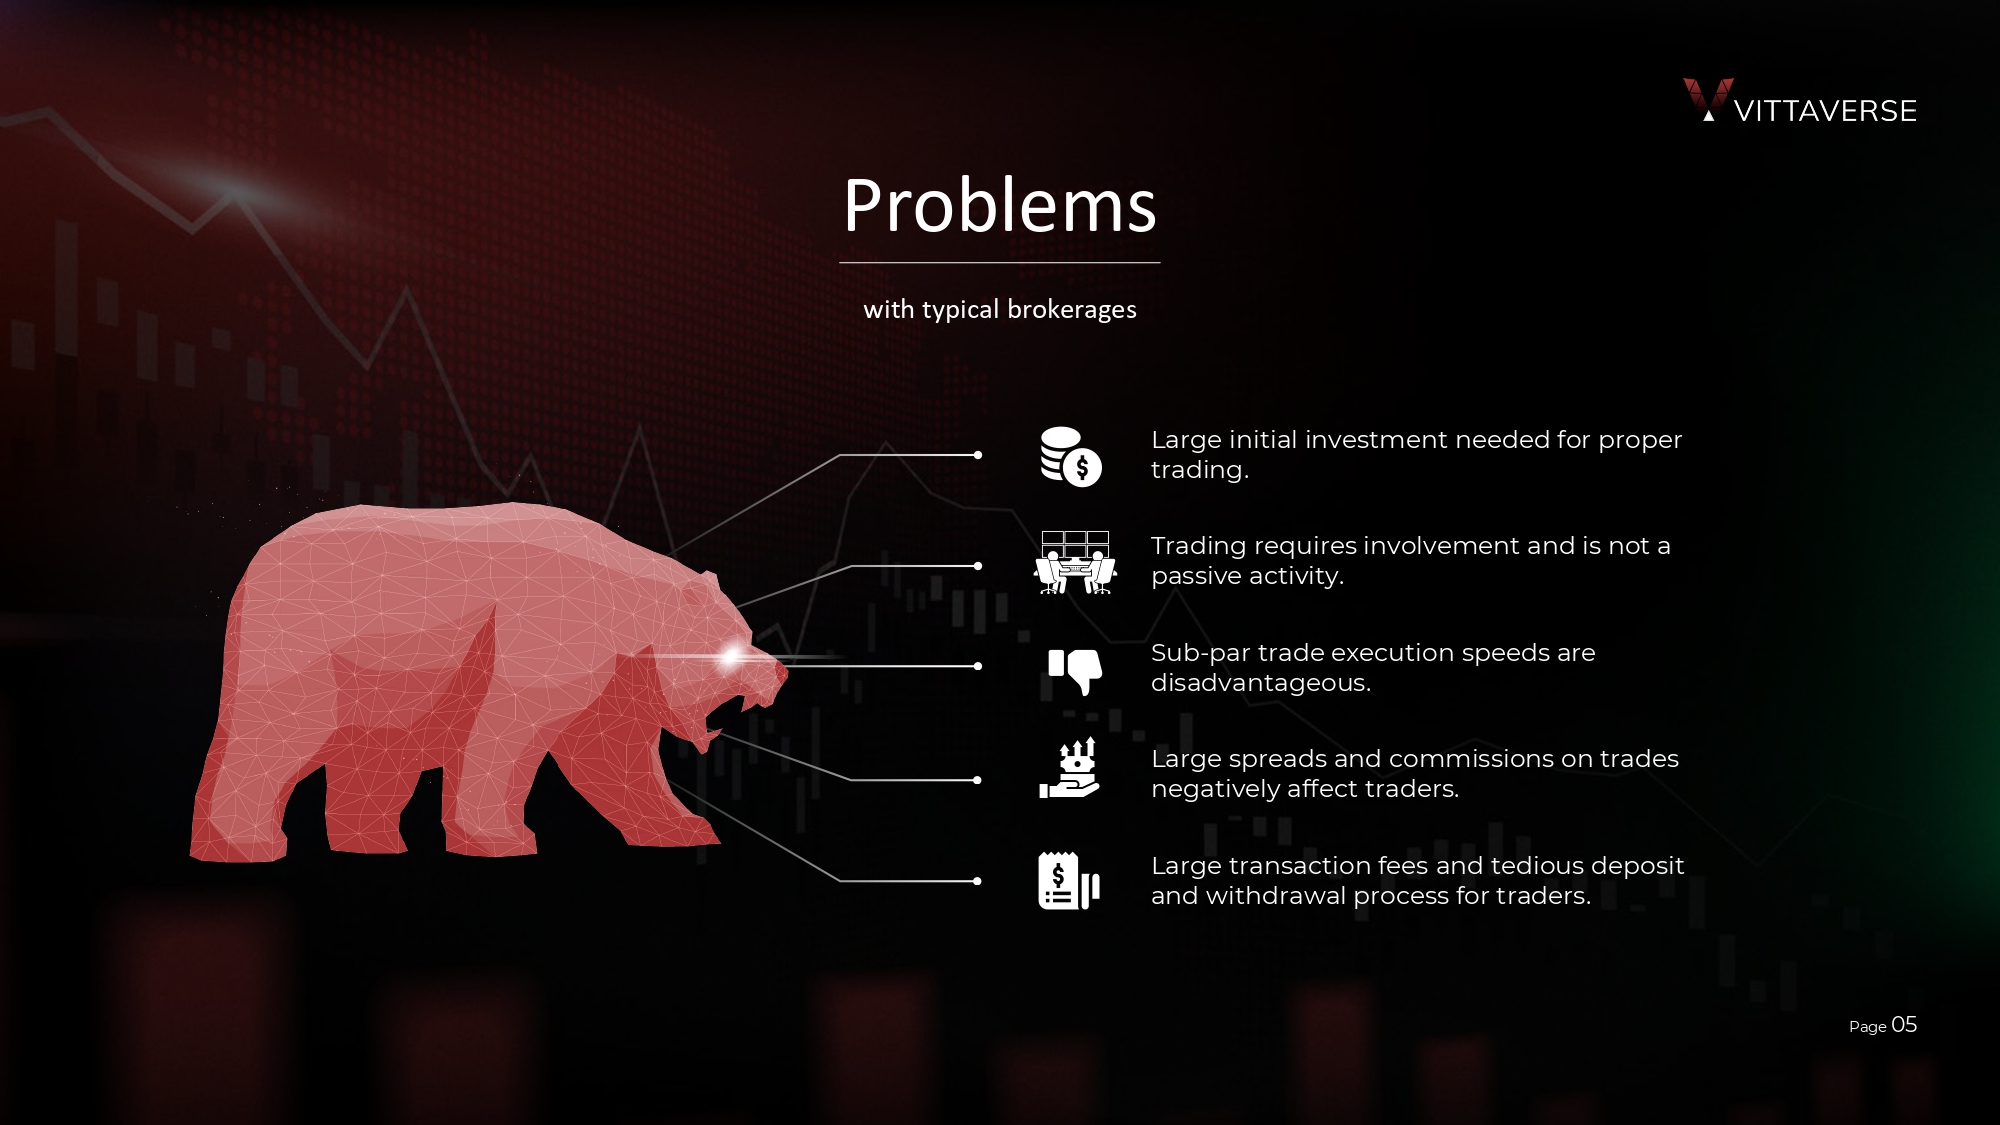 VITTAVERSE
Problems
with typical brokerages
Large initial investment needed for proper
trading.
Trading requires involvement and is not a
passive activity.
Sub-par trade execution speeds are
disadvantageous.
Large spreads and commissions on trades
negatively affect traders.
Large transaction fees and tedious deposit
and withdrawal process for traders.
Page 05